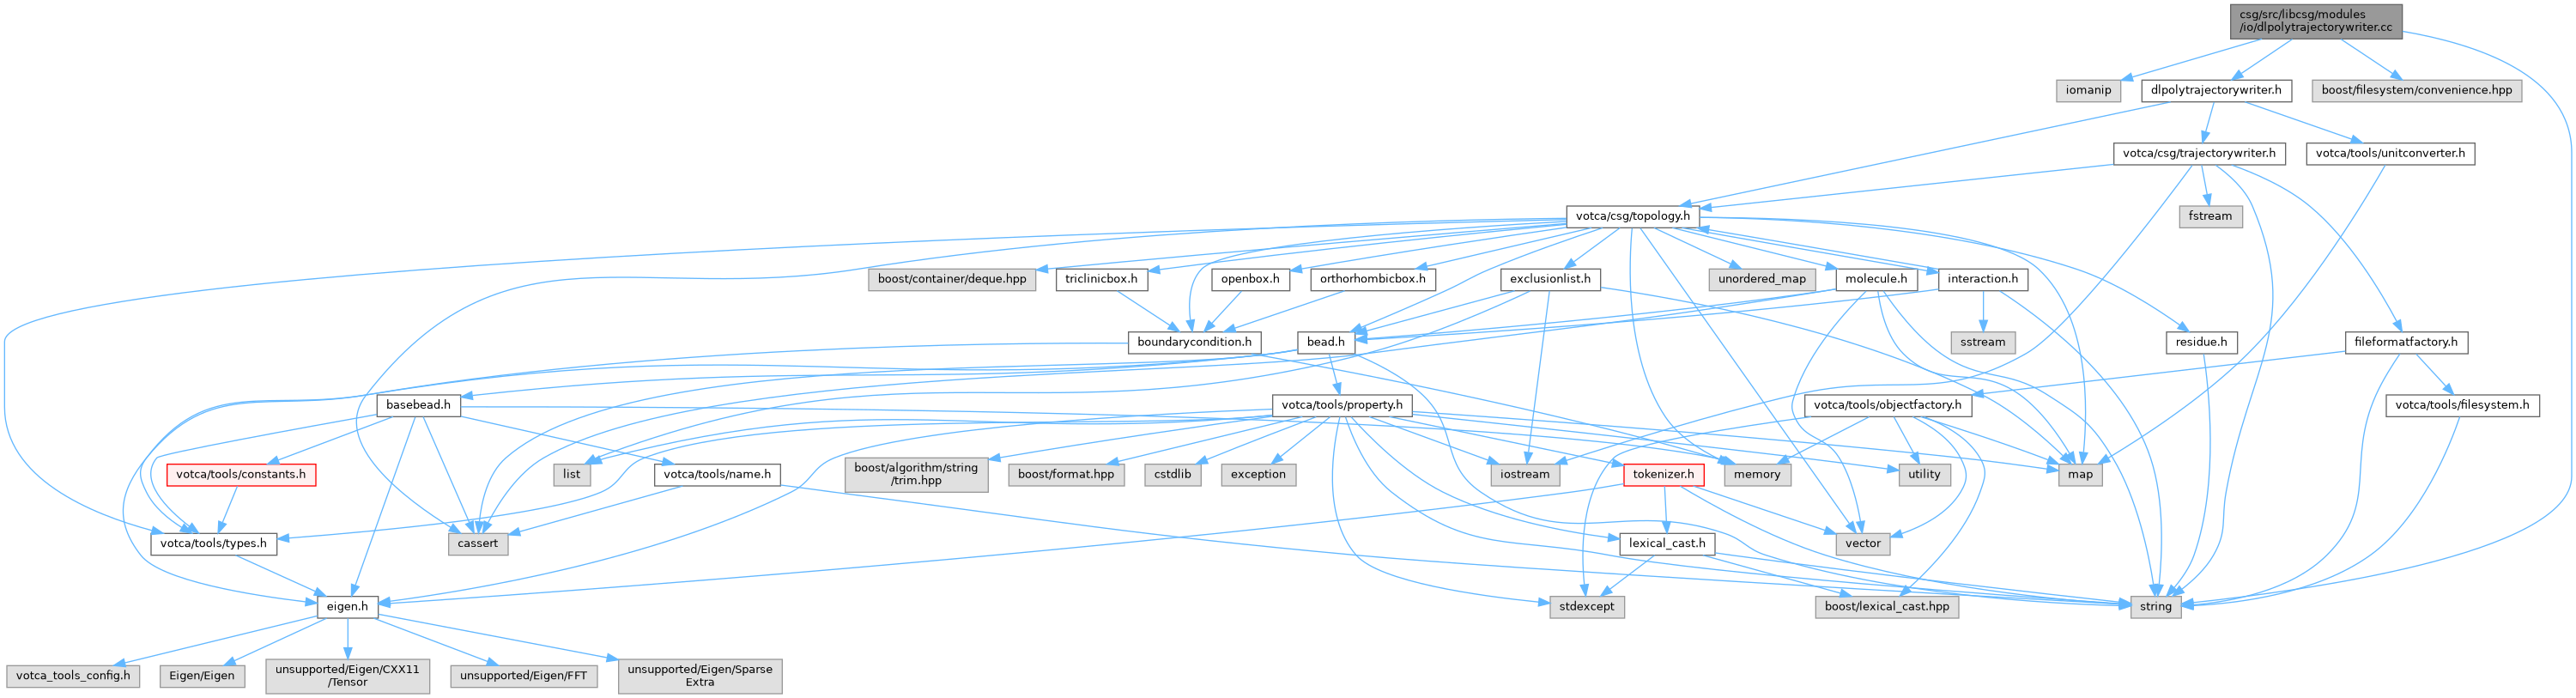 csg/src/libcsg/modules
/io/dlpolytrajectorywriter.cc
iomanip
dlpolytrajectorywriter.h
boost/filesystem/convenience.hpp
votca/csg/trajectorywriter.h
votca/tools/unitconverter.h
votca/csg/topology.h
fstream
boost/container/deque.hpp
triclinicbox.h
openbox.h
orthorhombicbox.h
exclusionlist.h
unordered_map
molecule.h
interaction.h
boundarycondition.h
bead.h
sstream
residue.h
fileformatfactory.h
basebead.h
votca/tools/property.h
votca/tools/objectfactory.h
votca/tools/filesystem.h
votca/tools/constants.h
list
votca/tools/name.h
boost/algorithm/string
/trim.hpp
boost/format.hpp
cstdlib
exception
iostream
tokenizer.h
memory
utility
map
votca/tools/types.h
cassert
lexical_cast.h
vector
eigen.h
stdexcept
boost/lexical_cast.hpp
string
votca_tools_config.h
Eigen/Eigen
unsupported/Eigen/CXX11
/Tensor
unsupported/Eigen/FFT
unsupported/Eigen/Sparse
Extra